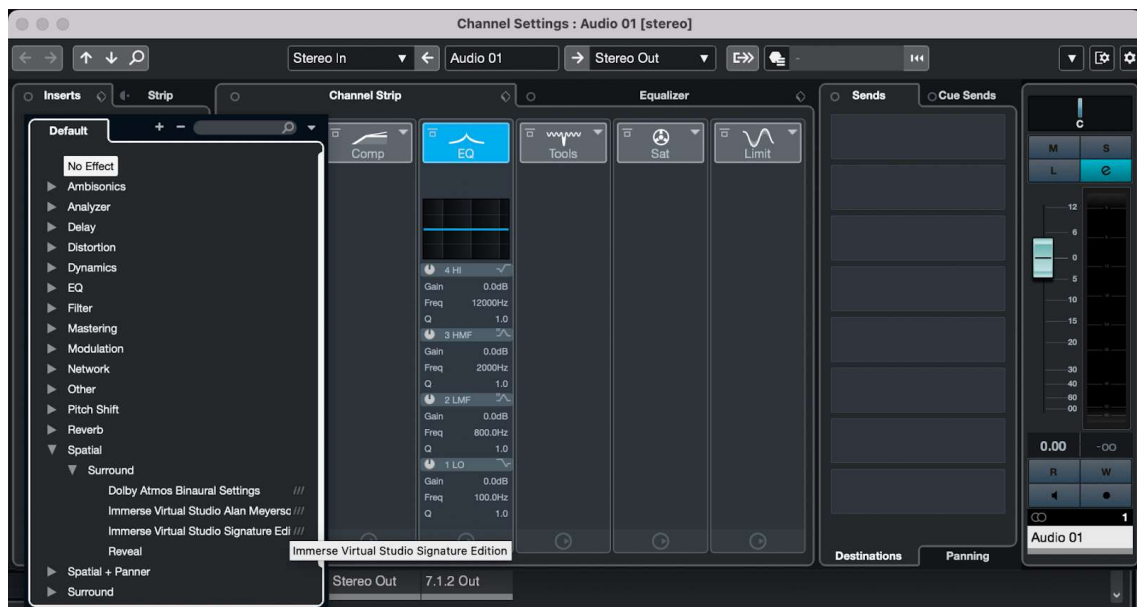 Channel Settings : Audio 01 [stereo]
Stereo In Audio 01 Stereo Out -
Inserts Strip Channel Strip Equalizer Sends Cue Sends
Default + -
No Effect
Ambisonics
Analyzer
Delay
Distortion
Dynamics
EQ
Filter
Mastering
Modulation
Network
Other
Pitch Shift
Reverb
Spatial
Surround
Dolby Atmos Binaural Settings ///
Immerse Virtual Studio Alan Meyersc ///
Immerse Virtual Studio Signature Edi ///
Reveal
Immerse Virtual Studio Signature Edition
Spatial + Panner
Surround
Comp EQ Tools Sat Limit
4 HI
Gain 0.0dB
Freq 12000Hz
Q 1.0
3 HMF
Gain 0.0dB
Freq 2000Hz
Q 1.0
2 LMF
Gain 0.0dB
Freq 800.0Hz
Q 1.0
1 LO
Gain 0.0dB
Freq 100.0Hz
Q 1.0
Stereo Out 7.1.2 Out
Destinations Panning
C
M S
L e
12
6
0
5
10
15
20
30
40
60
00
0.00 -oo
R W
1
Audio 01